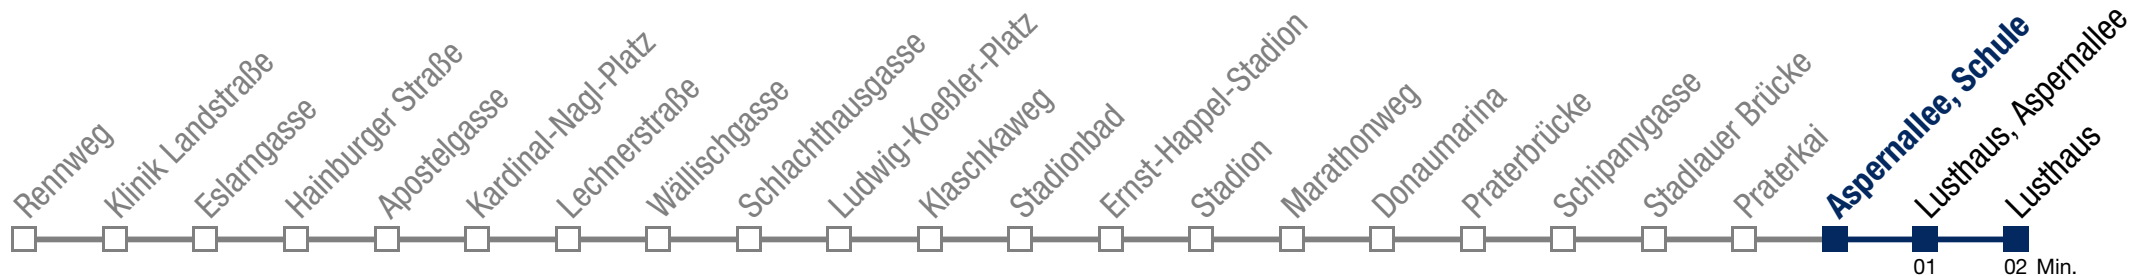 Rennweg
Klinik Landstraße
Eslarngasse
Hainburger Straße
Apostelgasse
Kardinal-Nagl-Platz
Lechnerstraße
Wällischgasse
Schlachthausgasse
Ludwig-Koeßler-Platz
Klaschkaweg
Stadionbad
Ernst-Happel-Stadion
Stadion
Marathonweg
Donaumarina
Praterbrücke
Schipanygasse
Stadlauer Brücke
Praterkai
Aspernallee, Schule
Lusthaus, Aspernallee
Lusthaus
01
02 Min.